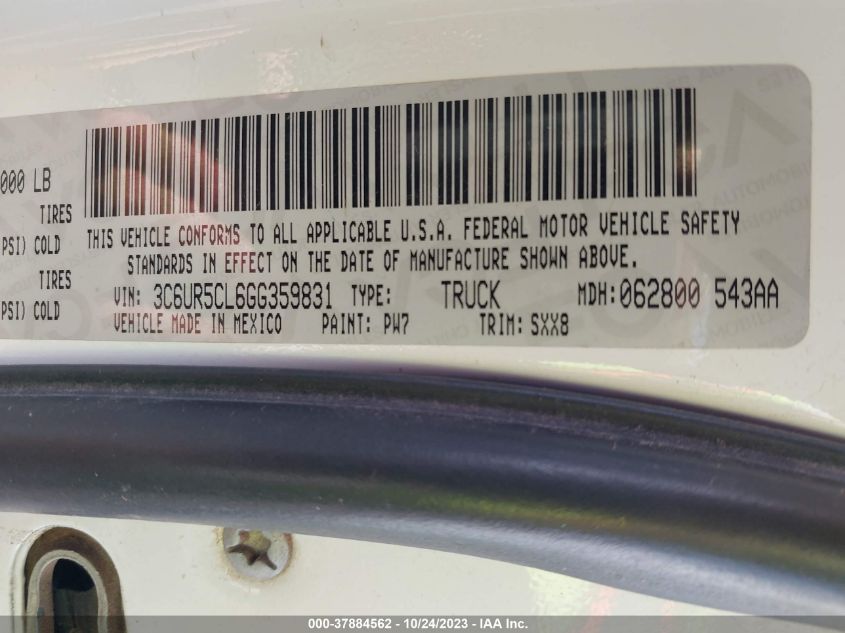 000 LB
TIRES
PSI) COLD
TIRES
PSI) COLD
THIS VEHICLE CONFORMS TO ALL APPLICABLE U.S.A. FEDERAL MOTOR VEHICLE SAFETY
STANDARDS IN EFFECT ON THE DATE OF MANUFACTURE SHOWN ABOVE.
VIN: 3C6UR5CL6GG359831 TYPE: TRUCK MDH:062800 543AA
VEHICLE MADE IN MEXICO PAINT: PW7 TRIM:SXX8
000-37884562 - 10/24/2023 - IAA Inc.